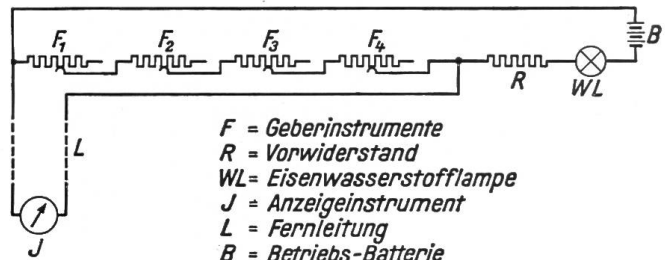 F1 F2 F3 F4 B
R WL
L
F = Geberinstrumente
R = Vorwiderstand
WL = Eisenwasserstofflampe
J = Anzeigeinstrument
J
L = Fernleitung
B = Betriebs-Batterie